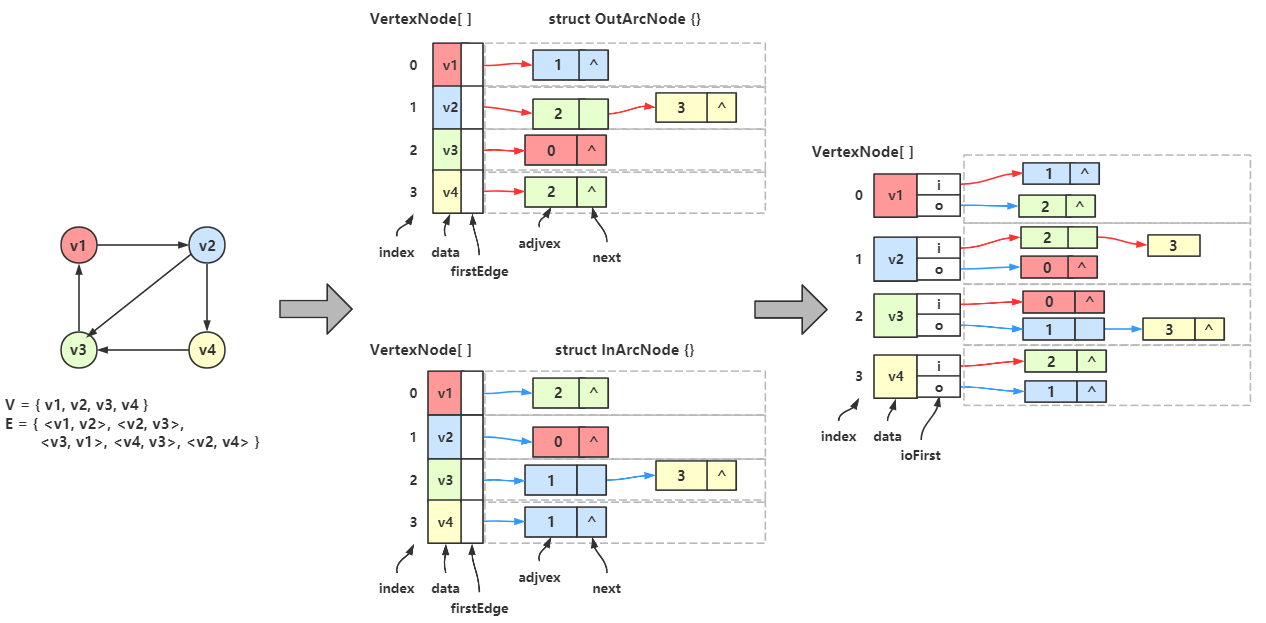 VertexNode[ ] struct OutArcNode {}
0 v1 1 ^
1 v2 2 3 ^
2 v3 0 ^
3 v4 2 ^
index data firstEdge adjvex next
v1 v2
v3 v4
V = { v1, v2, v3, v4 }
E = { <v1, v2>, <v2, v3>,
<v3, v1>, <v4, v3>, <v2, v4> }
VertexNode[ ] struct InArcNode {}
0 v1 2 ^
1 v2 0 ^
2 v3 1 3 ^
3 v4 1 ^
index data firstEdge adjvex next
VertexNode[ ]
0 v1 i 1 ^
o 2 ^
1 v2 i 2 3
o 0 ^
2 v3 i 0 ^
o 1 3 ^
3 v4 i 2 ^
o 1 ^
index data ioFirst